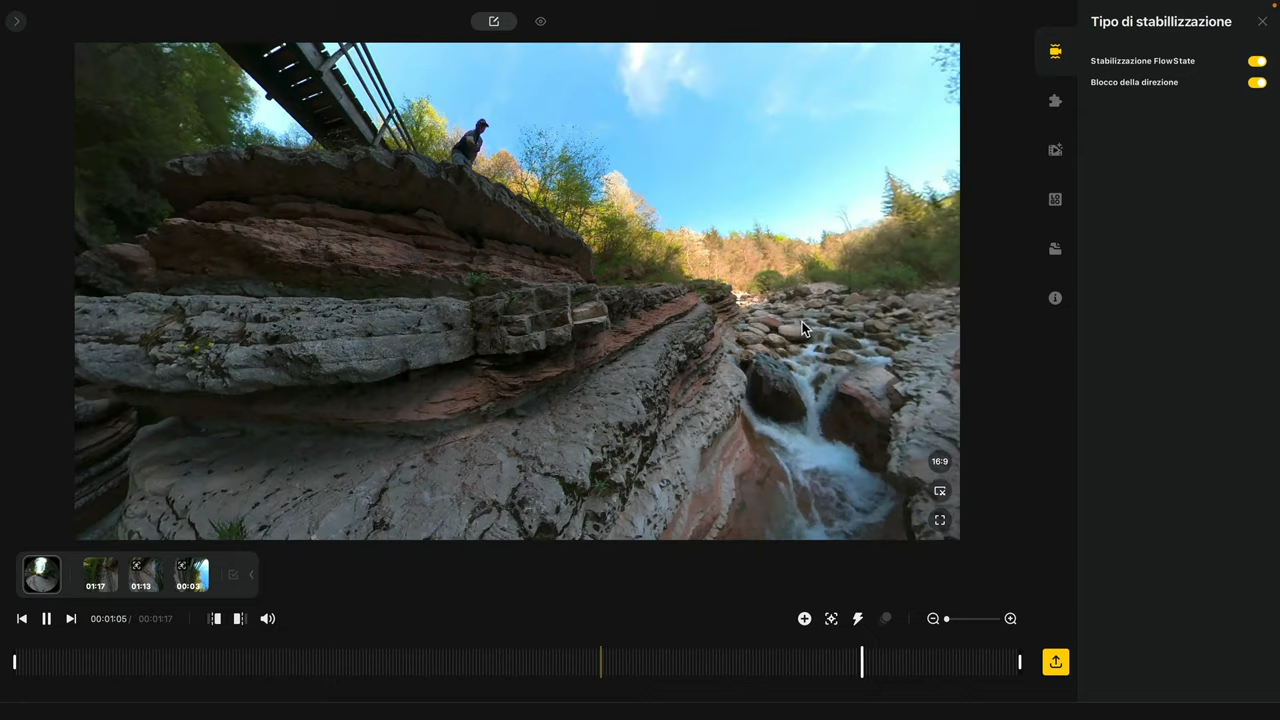 Tipo di stabillizzazione
Stabilizzazione FlowState
Blocco della direzione
16:9
01:17
01:13
00:03
00:01:05 / 00:01:17